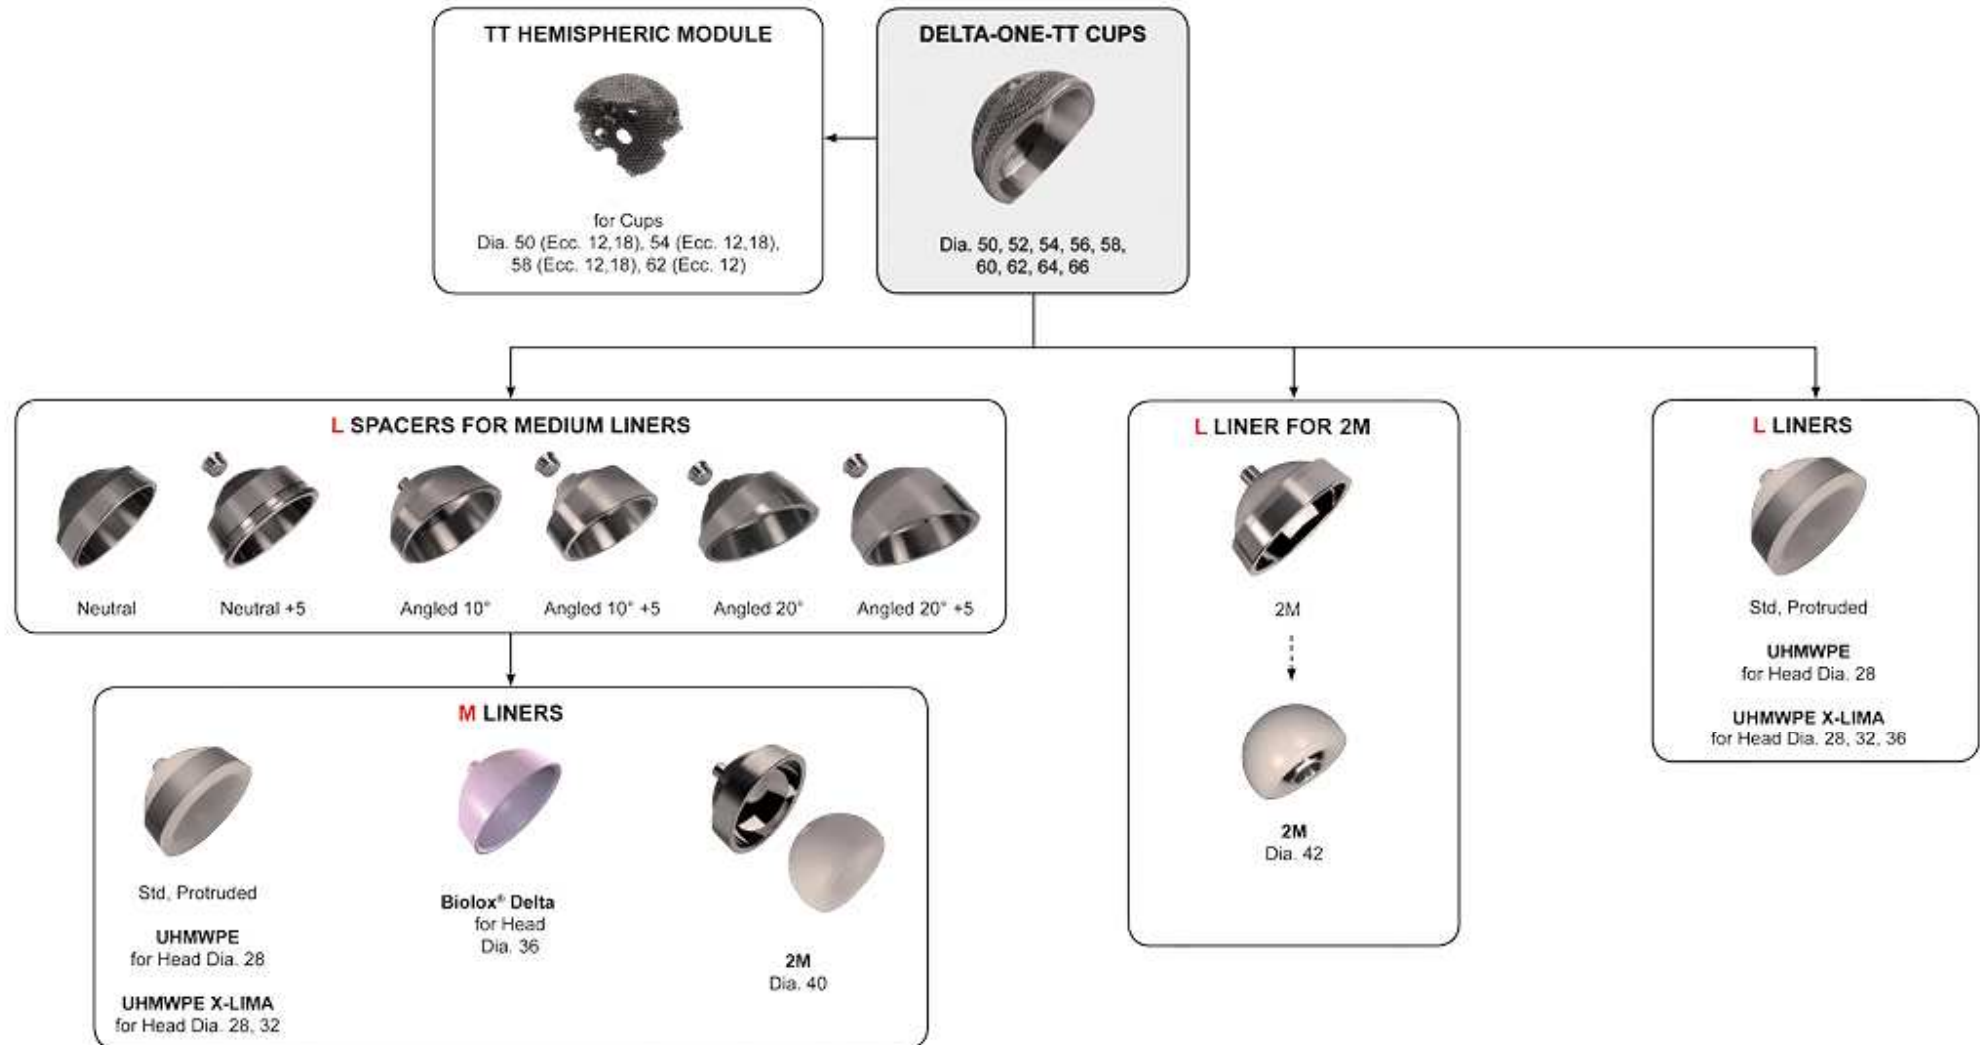 TT HEMISPHERIC MODULE
for Cups
Dia. 50 (Ecc. 12,18), 54 (Ecc. 12,18),
58 (Ecc. 12,18), 62 (Ecc. 12)
DELTA-ONE-TT CUPS
Dia. 50, 52, 54, 56, 58,
60, 62, 64, 66
L SPACERS FOR MEDIUM LINERS
Neutral
Neutral +5
Angled 10°
Angled 10° +5
Angled 20°
Angled 20° +5
L LINER FOR 2M
2M
2M
Dia. 42
L LINERS
Std, Protruded
UHMWPE
for Head Dia. 28
UHMWPE X-LIMA
for Head Dia. 28, 32, 36
M LINERS
Std, Protruded
UHMWPE
for Head Dia. 28
UHMWPE X-LIMA
for Head Dia. 28, 32
Biolox® Delta
for Head
Dia. 36
2M
Dia. 40